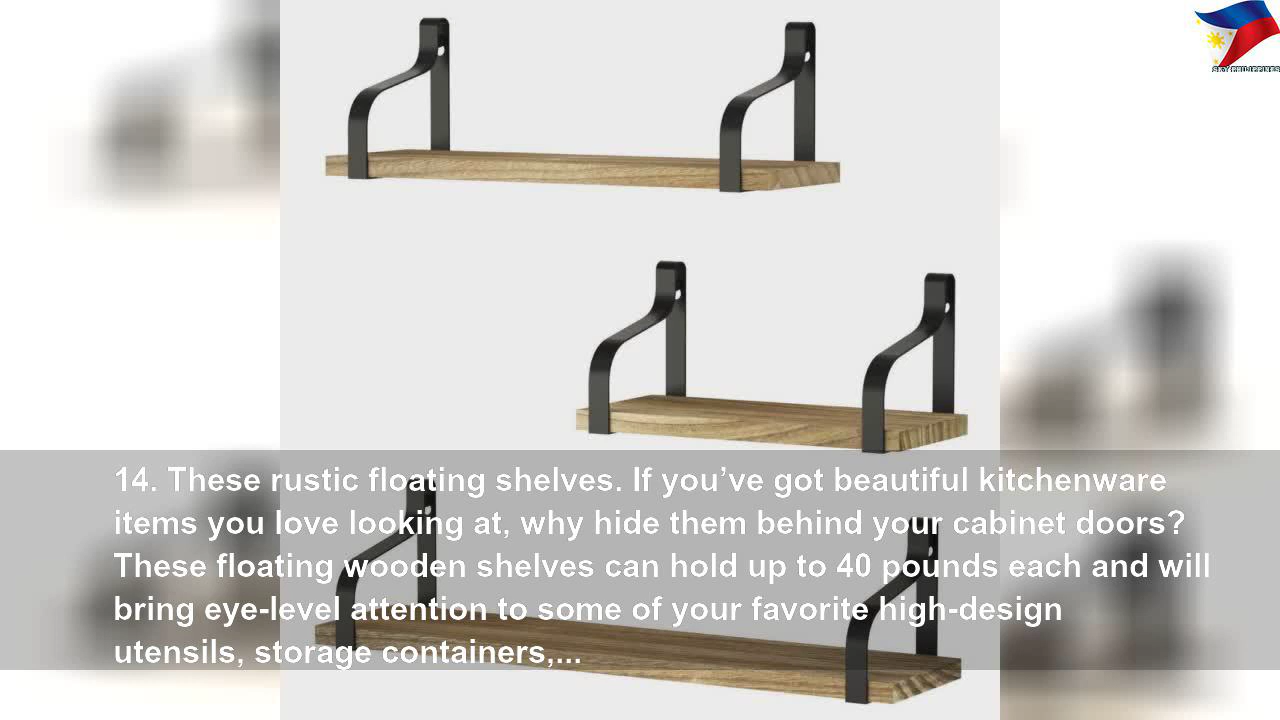 SKY PHILIPPINES
14. These rustic floating shelves. If you’ve got beautiful kitchenware
items you love looking at, why hide them behind your cabinet doors?
These floating wooden shelves can hold up to 40 pounds each and will
bring eye-level attention to some of your favorite high-design
utensils, storage containers,...